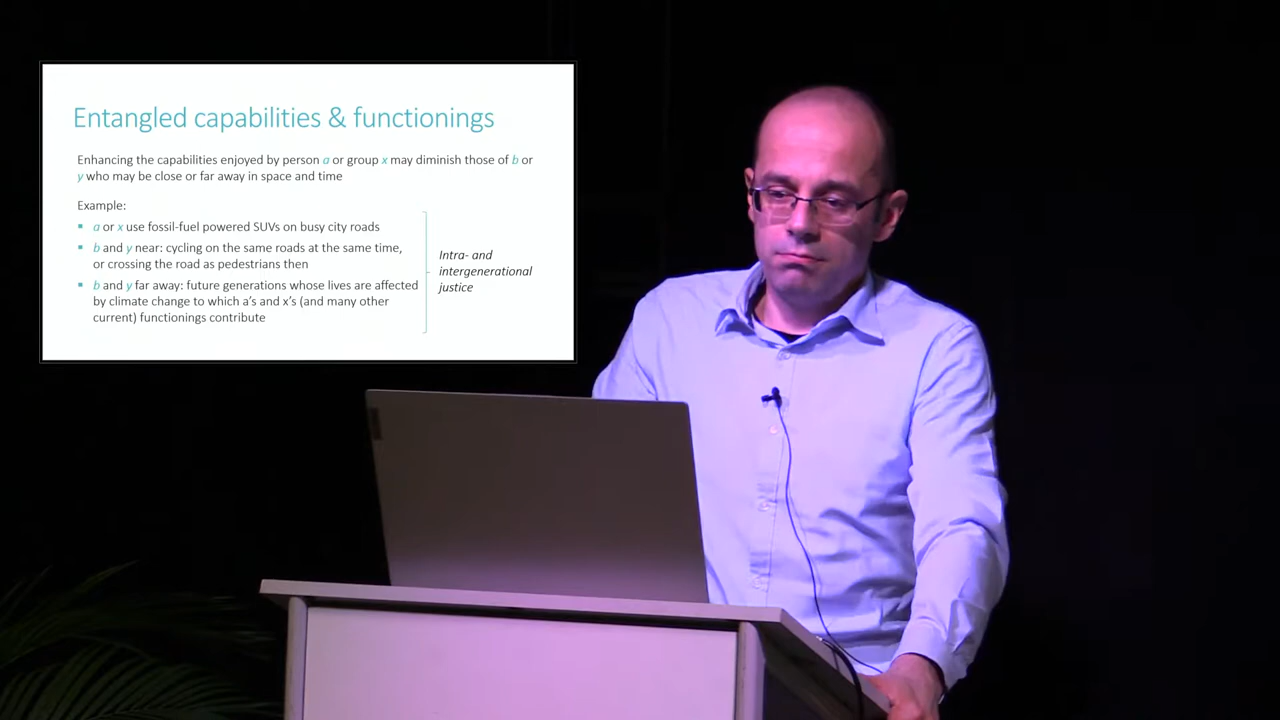 Entangled capabilities & functionings
Enhancing the capabilities enjoyed by person a or group x may diminish those of b or
y who may be close or far away in space and time
Example:
▪ a or x use fossil-fuel powered SUVs on busy city roads
▪ b and y near: cycling on the same roads at the same time,
or crossing the road as pedestrians then
▪ b and y far away: future generations whose lives are affected
by climate change to which a's and x's (and many other
current) functionings contribute
Intra- and
intergenerational
justice